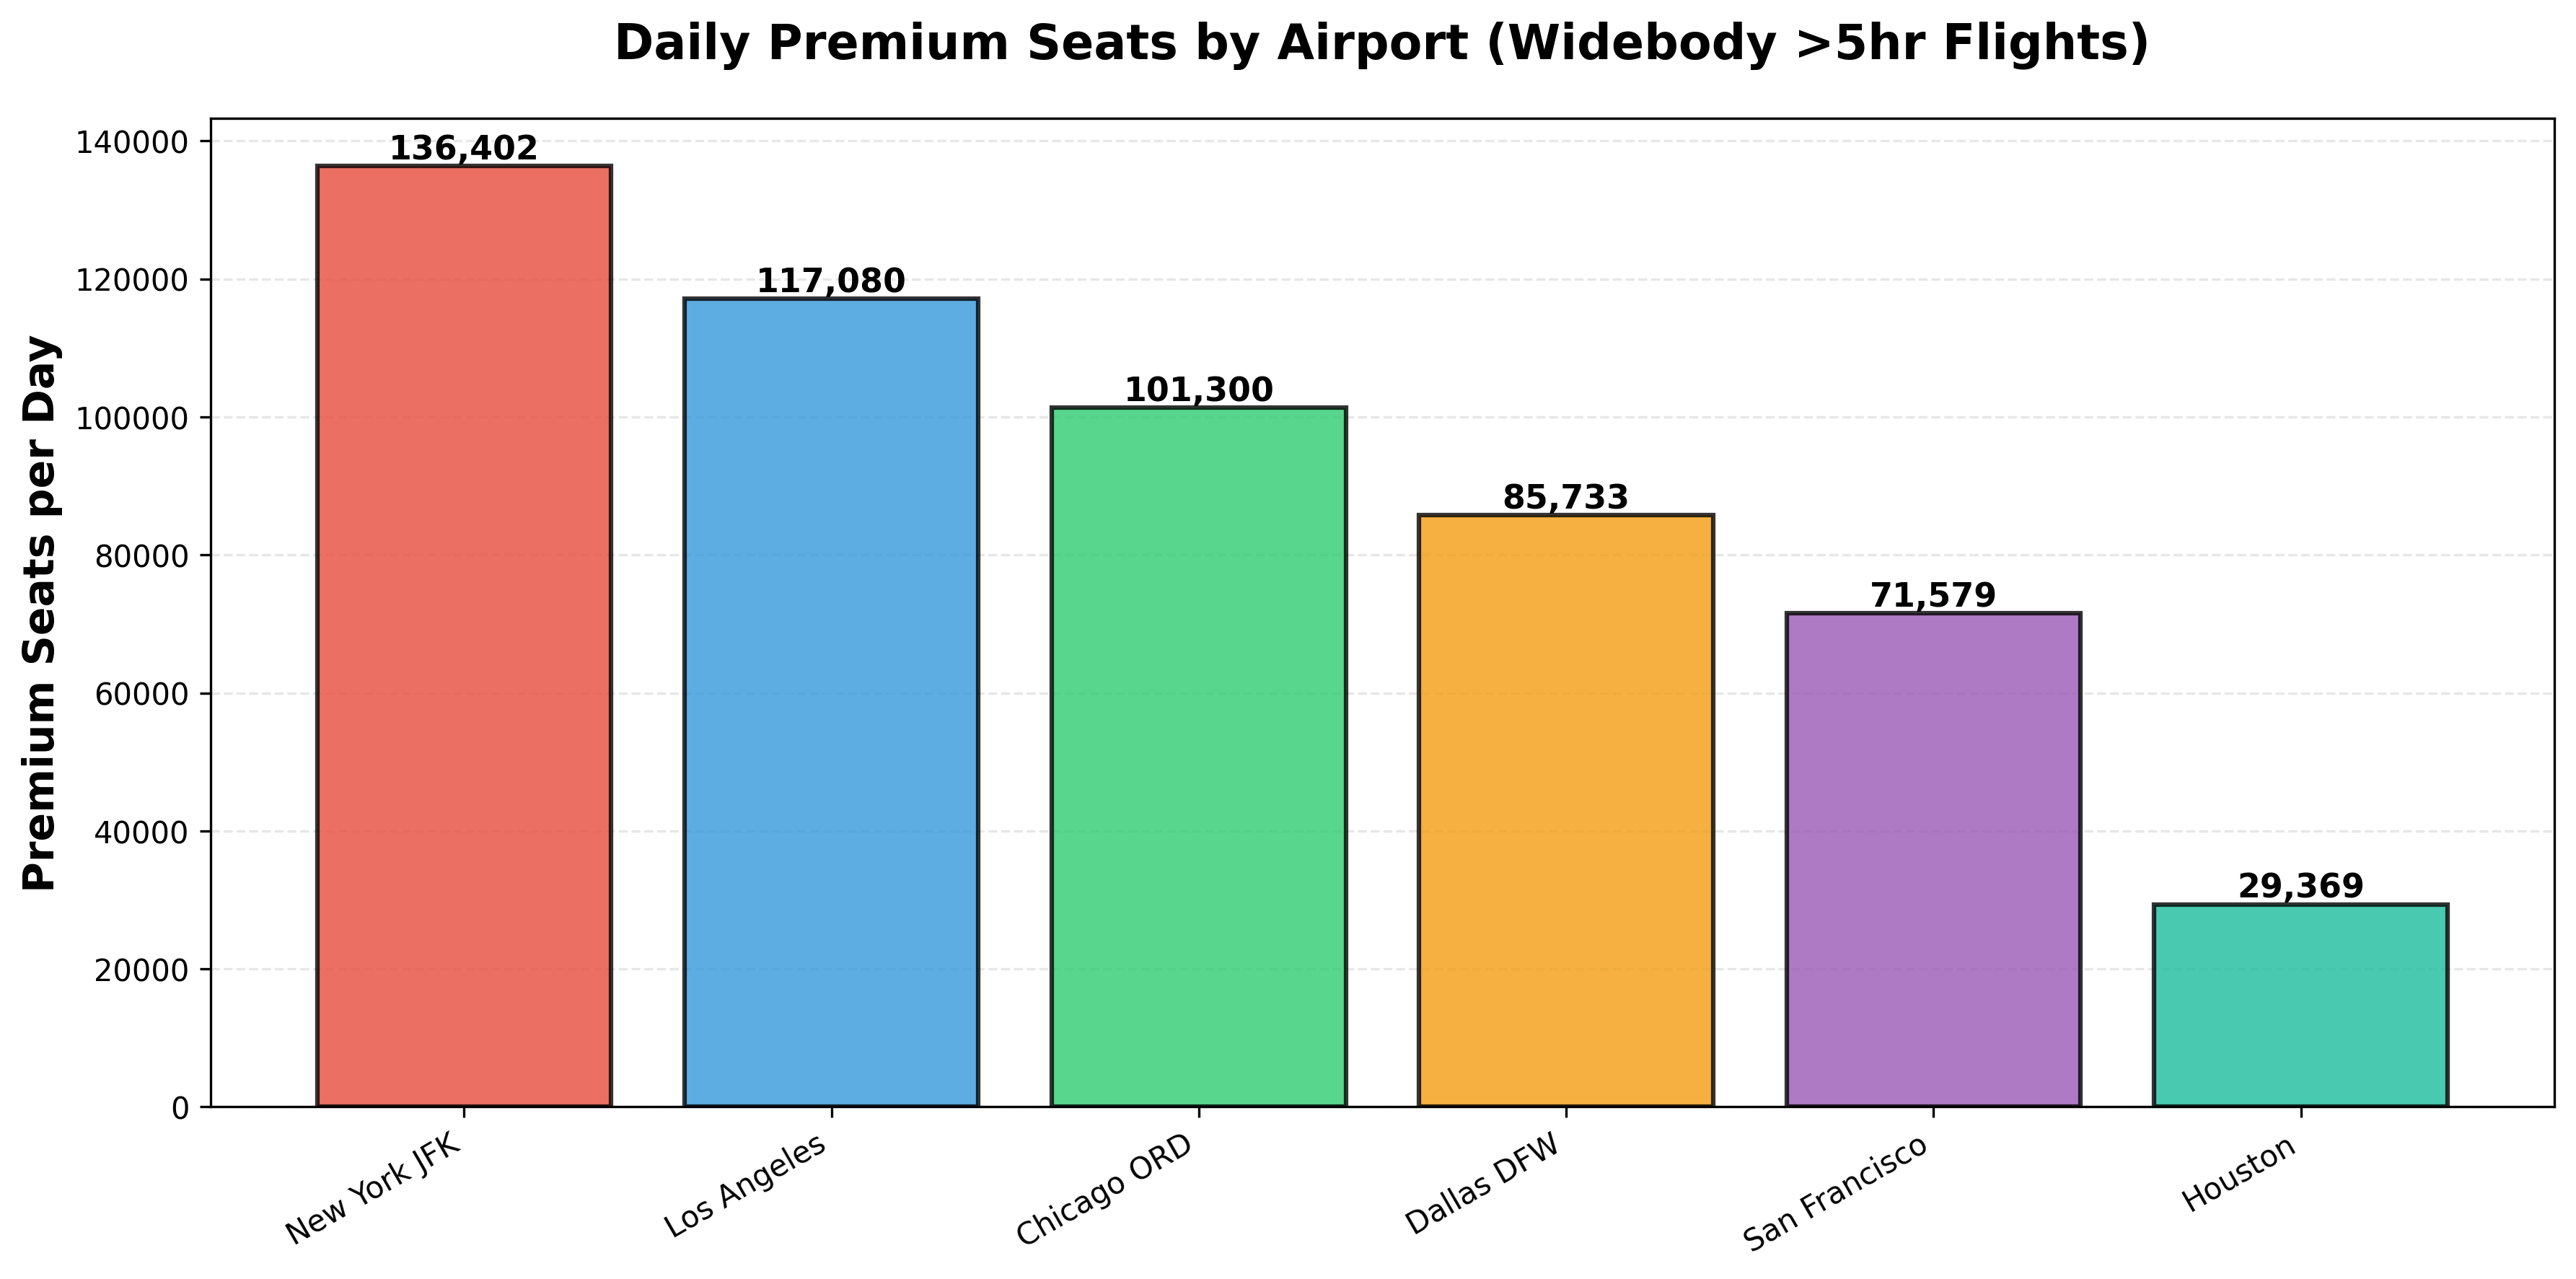 Daily Premium Seats by Airport (Widebody >5hr Flights)
Premium Seats per Day
140000
120000
100000
80000
60000
40000
20000
0
136,402
117,080
101,300
85,733
71,579
29,369
New York JFK
Los Angeles
Chicago ORD
Dallas DFW
San Francisco
Houston